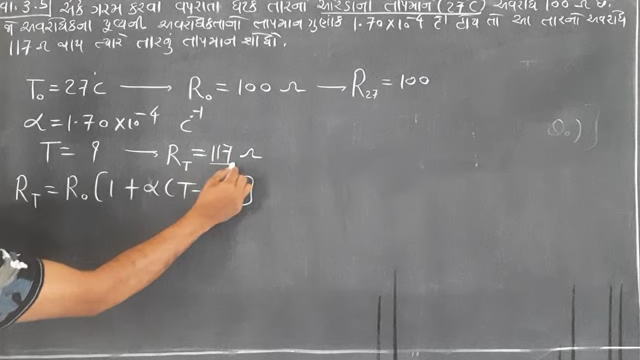 દા.3.5) એક ગરમ કરવા વપરાતા ઘટક તારનો ઓરડાના તાપમાન (27°C) અવરોધ 100 Ω છે.
જો અવરોધકના દ્રવ્યની અવરોધકતાનો તાપમાન ગુણાંક 1.70×10⁻⁴ C⁻¹ હોય તો આ તારનો અવરોધ
117 Ω થાય ત્યારે તારનું તાપમાન શોધો.
T₀ = 27°C ⟶ R₀ = 100 Ω ⟶ R₂₇ = 100
α = 1.70×10⁻⁴ C⁻¹
T = ? ⟶ R_T = 117 Ω
R_T = R₀ (1 + α (T–